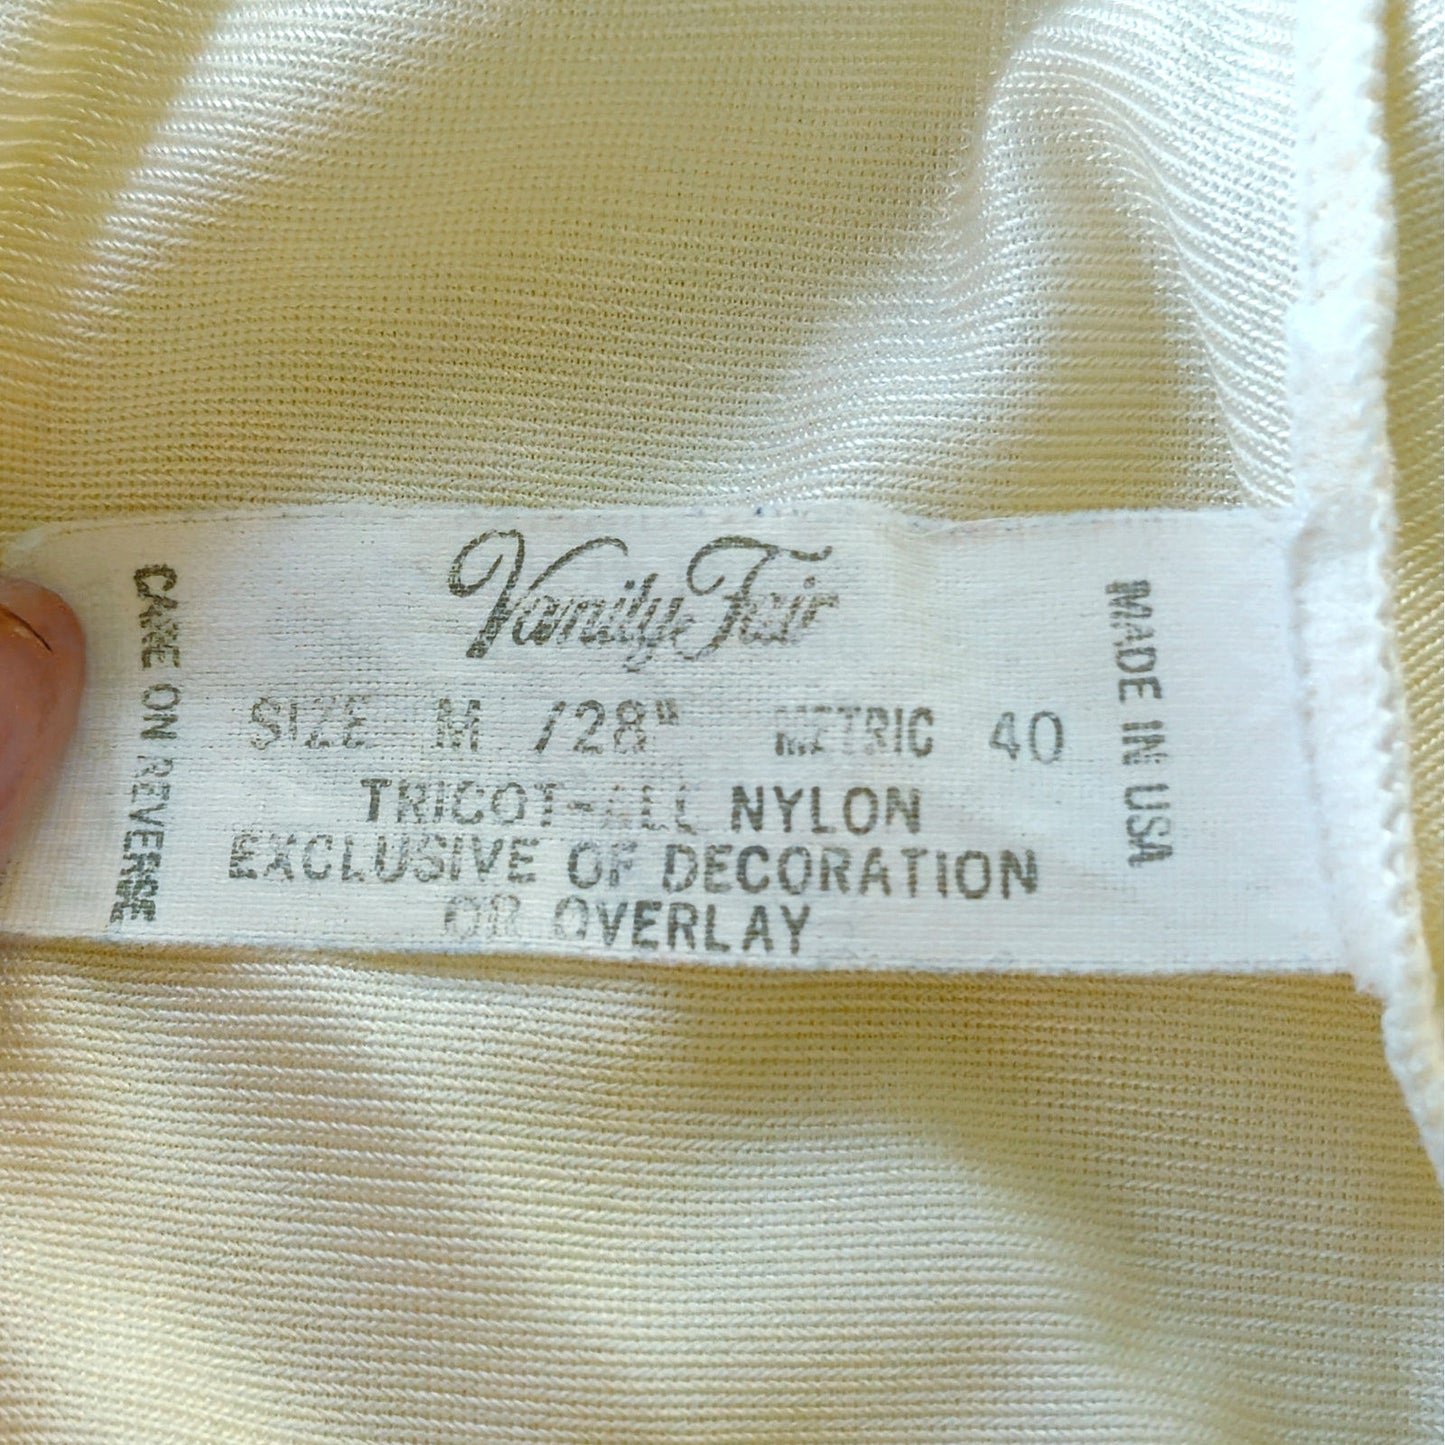 Vanity Fair
SIZE M /28" METRIC 40
TRICOT-ALL NYLON
EXCLUSIVE OF DECORATION
OR OVERLAY
CARE ON REVERSE
MADE IN USA